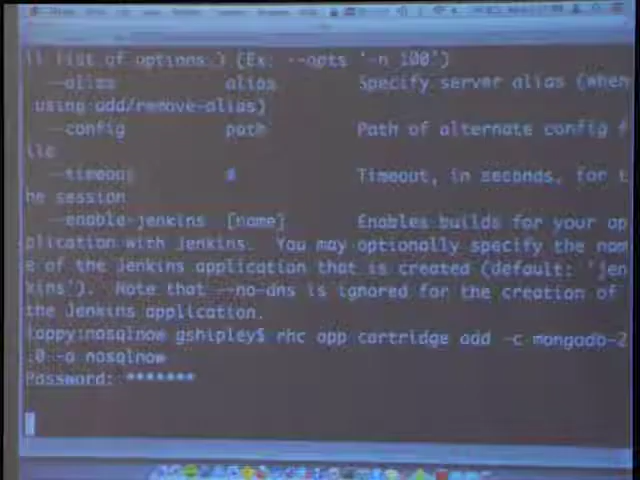 ll list of options.) (Ex: --opts '-n 100')
--alias alias Specify server alias (when
using add/remove-alias)
--config path Path of alternate config f
ile
--timeout # Timeout, in seconds, for t
he session
--enable-jenkins [name] Enables builds for your ap
plication with Jenkins. You may optionally specify the nam
e of the Jenkins application that is created (default: 'jen
kins'). Note that --no-dns is ignored for the creation of
the Jenkins application.
loppy:nosqlnow gshipley$ rhc app cartridge add -c mongodb-2
.0 -a nosqlnow
Password: *******